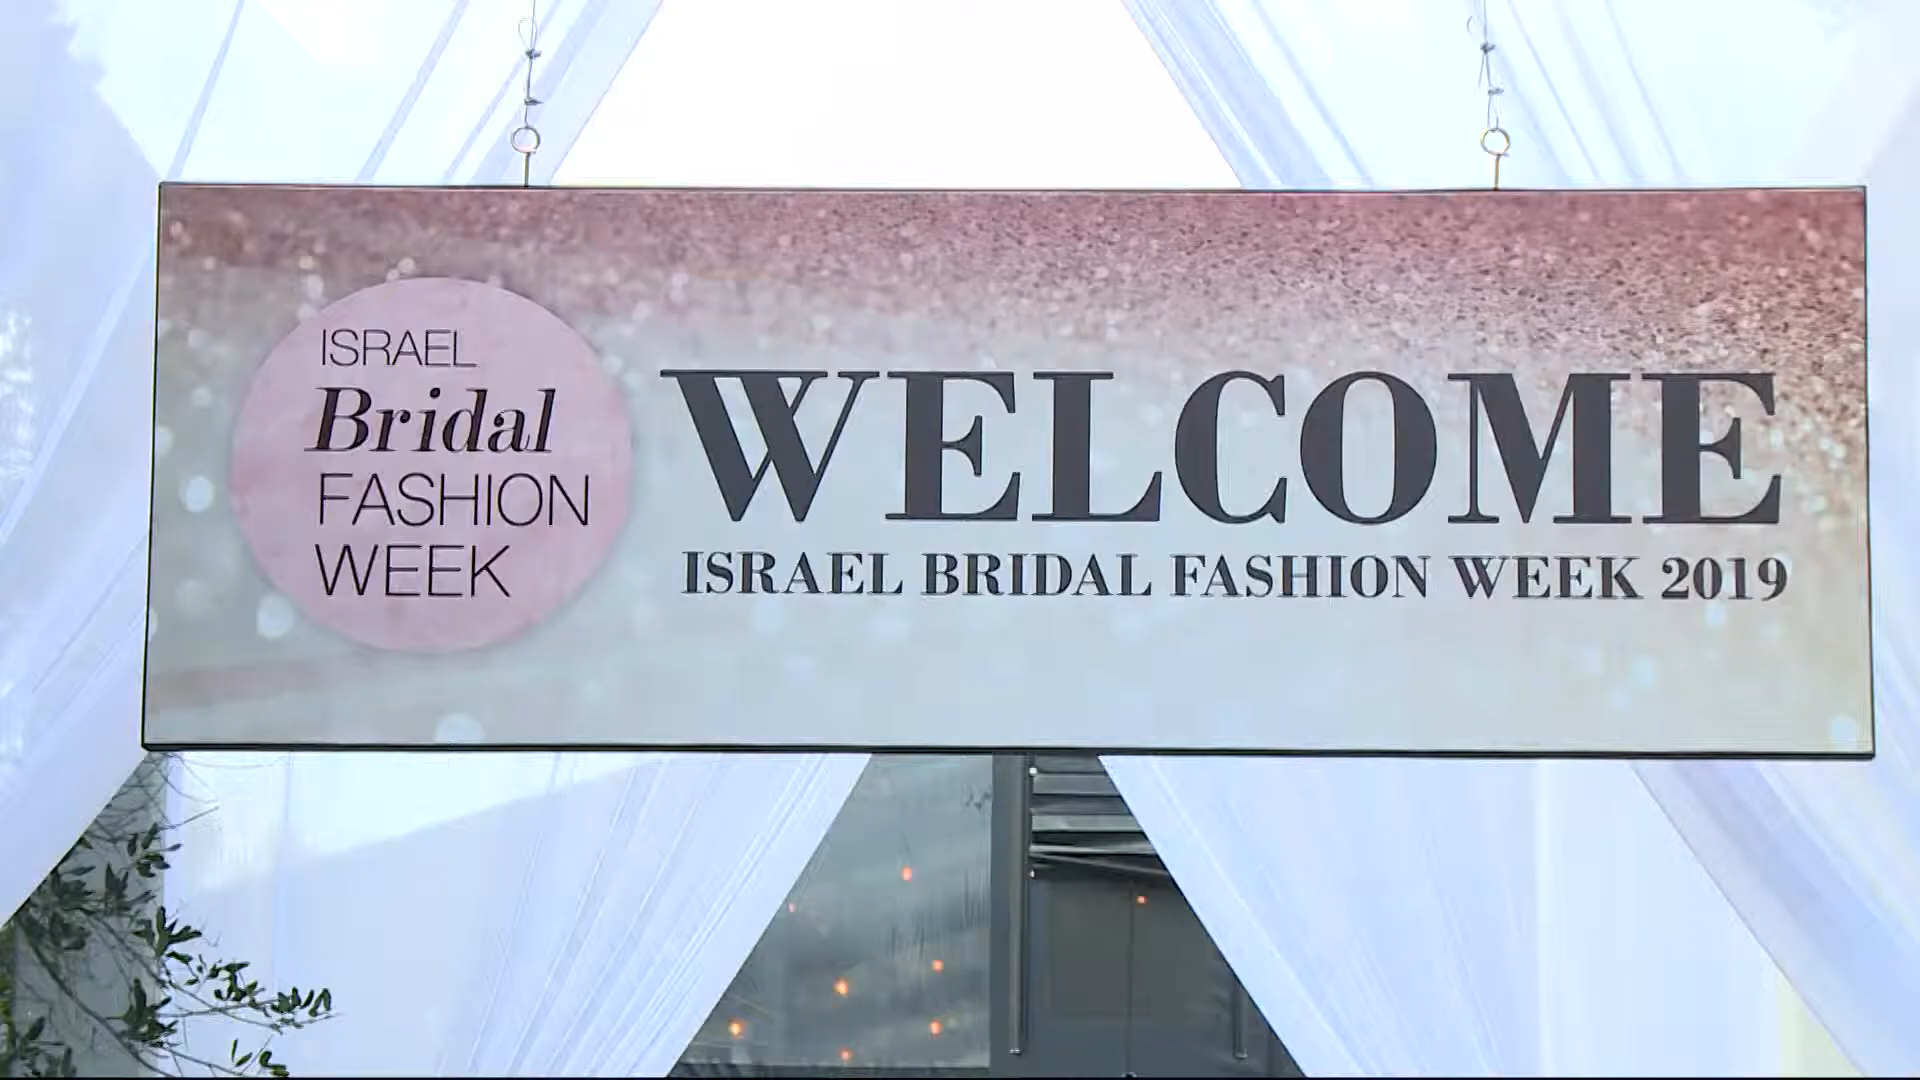 ISRAEL
Bridal
FASHION
WEEK
WELCOME
ISRAEL BRIDAL FASHION WEEK 2019